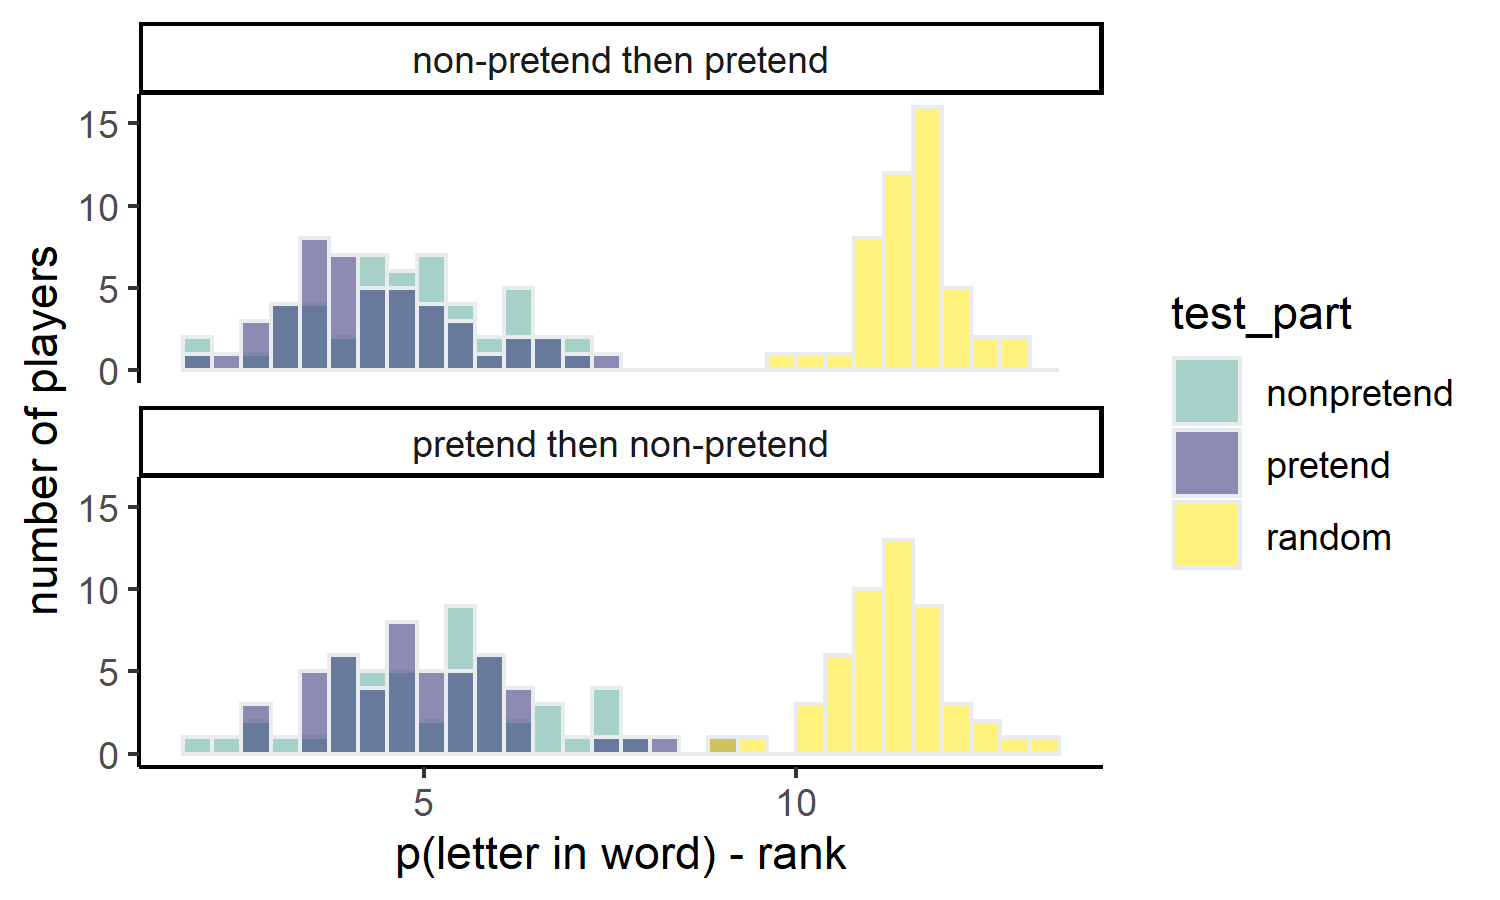 non-pretend then pretend
15
10
5
0
number of players
pretend then non-pretend
15
10
5
0
5 10
p(letter in word) - rank
test_part
nonpretend
pretend
random